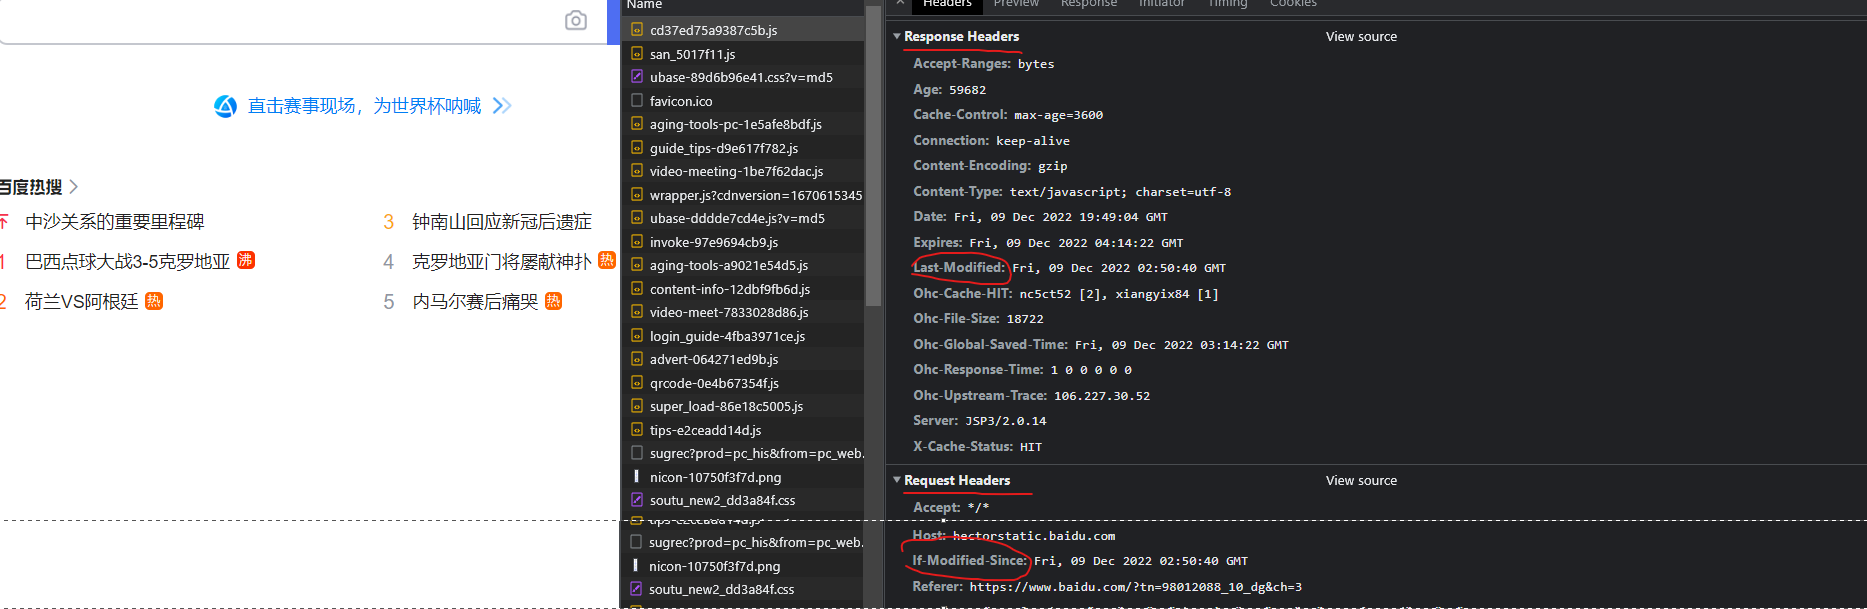 直击赛事现场，为世界杯呐喊
百度热搜
中沙关系的重要里程碑
1 巴西点球大战3-5克罗地亚 沸
2 荷兰VS阿根廷 热
3 钟南山回应新冠后遗症
4 克罗地亚门将屡献神扑 热
5 内马尔赛后痛哭 热
Name
cd37ed75a9387c5b.js
san_5017f11.js
ubase-89d6b96e41.css?v=md5
favicon.ico
aging-tools-pc-1e5afe8bdf.js
guide_tips-d9e617f782.js
video-meeting-1be7f62dac.js
wrapper.js?cdnversion=1670615345
ubase-dddde7cd4e.js?v=md5
invoke-97e9694cb9.js
aging-tools-a9021e54d5.js
content-info-12dbf9fb6d.js
video-meet-7833028d86.js
login_guide-4fba3971ce.js
advert-064271ed9b.js
qrcode-0e4b67354f.js
super_load-86e18c5005.js
tips-e2ceadd14d.js
sugrec?prod=pc_his&from=pc_web.
nicon-10750f3f7d.png
soutu_new2_dd3a84f.css
tips-e2ceadd14d.js
sugrec?prod=pc_his&from=pc_web.
nicon-10750f3f7d.png
soutu_new2_dd3a84f.css
Headers Preview Response Initiator Timing Cookies
Response Headers View source
Accept-Ranges: bytes
Age: 59682
Cache-Control: max-age=3600
Connection: keep-alive
Content-Encoding: gzip
Content-Type: text/javascript; charset=utf-8
Date: Fri, 09 Dec 2022 19:49:04 GMT
Expires: Fri, 09 Dec 2022 04:14:22 GMT
Last-Modified: Fri, 09 Dec 2022 02:50:40 GMT
Ohc-Cache-HIT: nc5ct52 [2], xiangyix84 [1]
Ohc-File-Size: 18722
Ohc-Global-Saved-Time: Fri, 09 Dec 2022 03:14:22 GMT
Ohc-Response-Time: 1 0 0 0 0 0
Ohc-Upstream-Trace: 106.227.30.52
Server: JSP3/2.0.14
X-Cache-Status: HIT
Request Headers View source
Accept: */*
Host: hectorstatic.baidu.com
If-Modified-Since: Fri, 09 Dec 2022 02:50:40 GMT
Referer: https://www.baidu.com/?tn=98012088_10_dg&ch=3